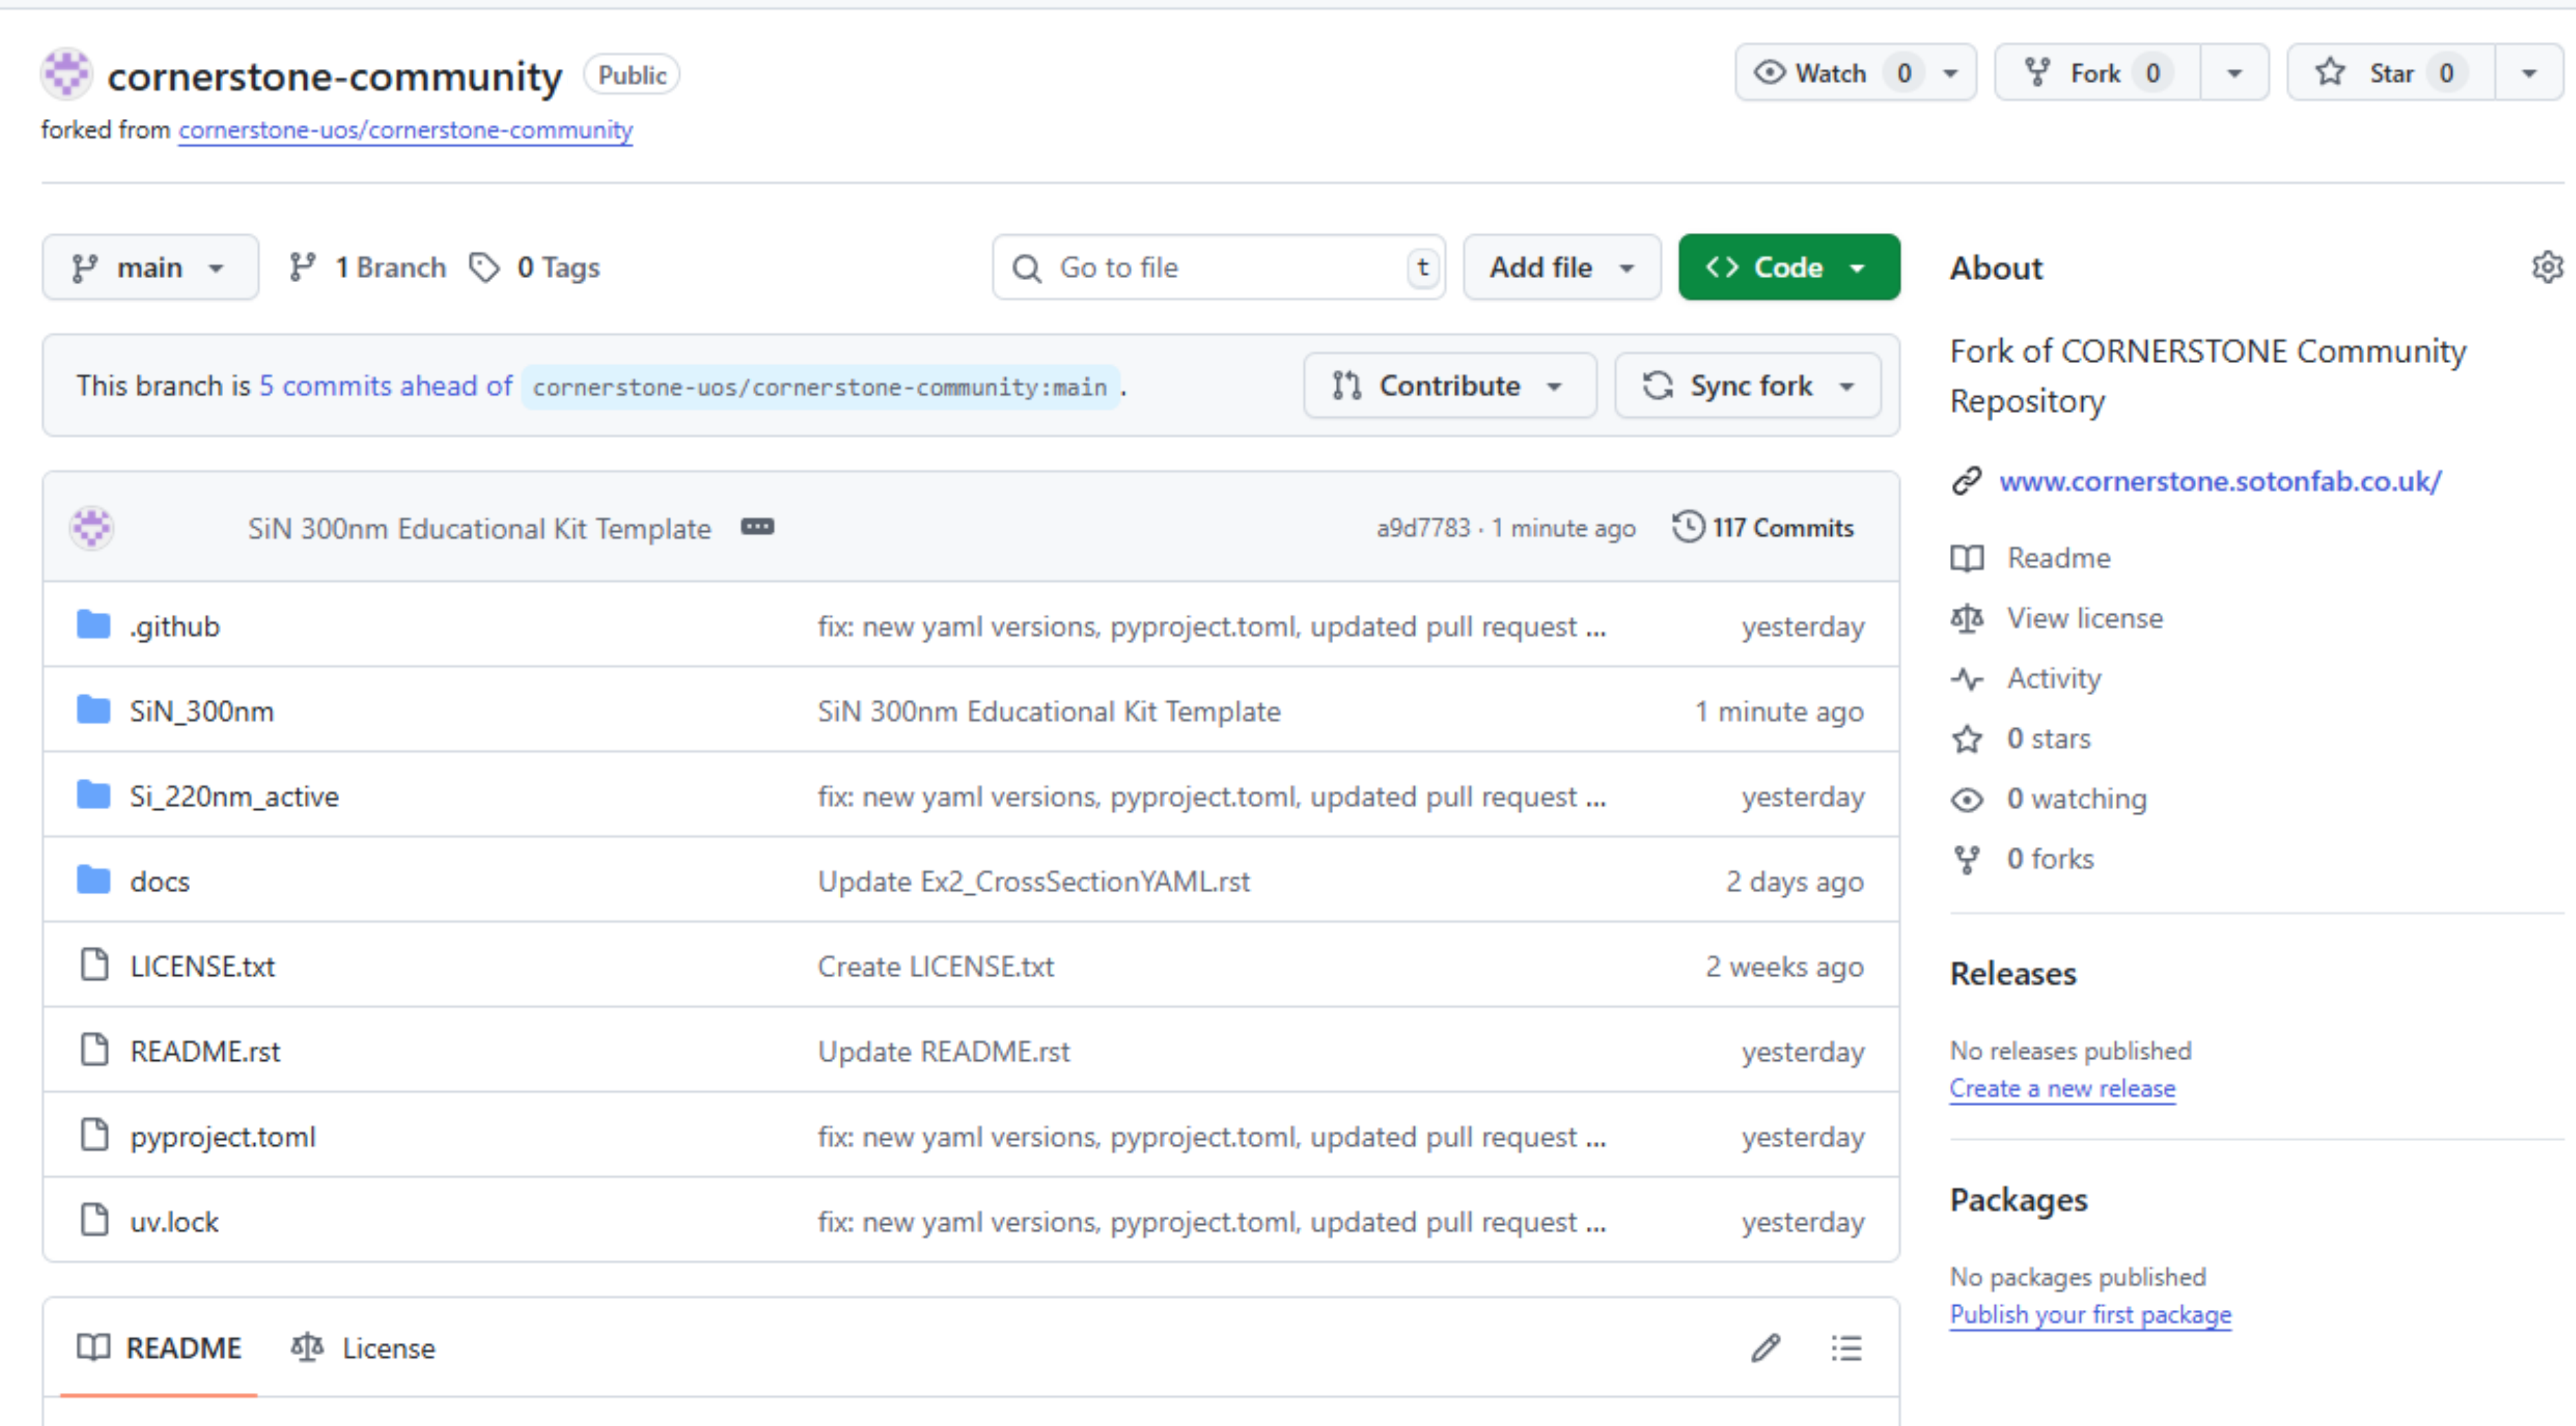 cornerstone-community Public Watch 0 Fork 0 Star 0
forked from cornerstone-uos/cornerstone-community
main 1 Branch 0 Tags Go to file t Add file Code
This branch is 5 commits ahead of cornerstone-uos/cornerstone-community:main . Contribute Sync fork
SiN 300nm Educational Kit Template ... a9d7783 · 1 minute ago 117 Commits
.github fix: new yaml versions, pyproject.toml, updated pull request ... yesterday
SiN_300nm SiN 300nm Educational Kit Template 1 minute ago
Si_220nm_active fix: new yaml versions, pyproject.toml, updated pull request ... yesterday
docs Update Ex2_CrossSectionYAML.rst 2 days ago
LICENSE.txt Create LICENSE.txt 2 weeks ago
README.rst Update README.rst yesterday
pyproject.toml fix: new yaml versions, pyproject.toml, updated pull request ... yesterday
uv.lock fix: new yaml versions, pyproject.toml, updated pull request ... yesterday
README License
About
Fork of CORNERSTONE Community
Repository
www.cornerstone.sotonfab.co.uk/
Readme
View license
Activity
0 stars
0 watching
0 forks
Releases
No releases published
Create a new release
Packages
No packages published
Publish your first package